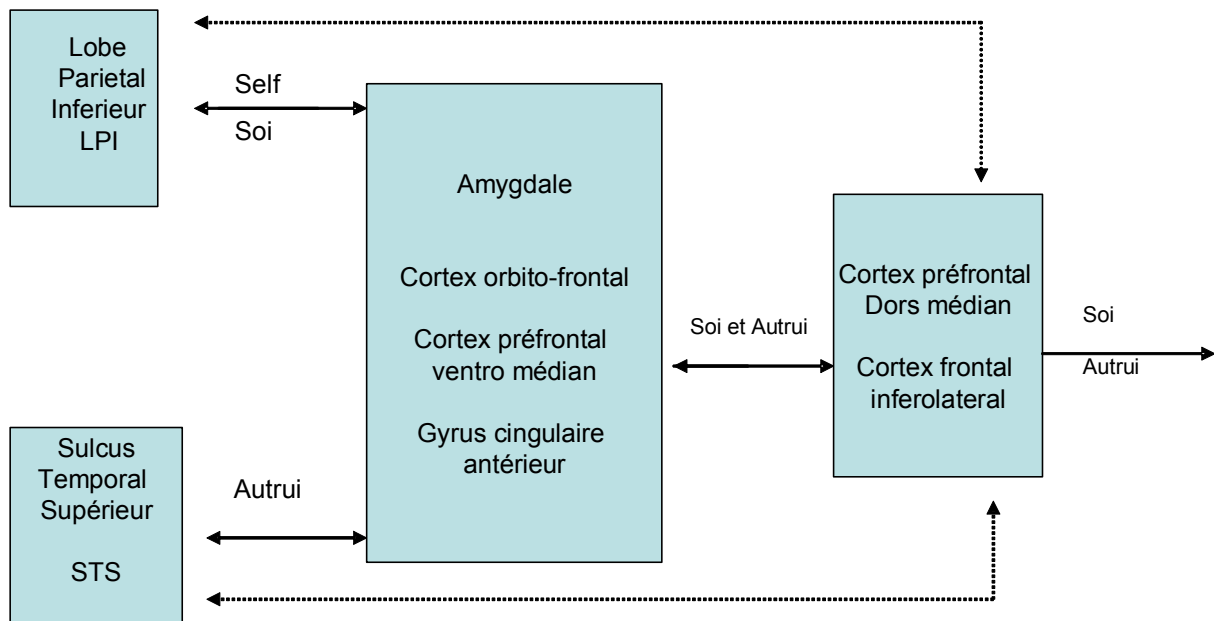 Lobe
Parietal
Inferieur
LPI
Self
Soi
Amygdale
Cortex orbito-frontal
Cortex préfrontal
ventro médian
Gyrus cingulaire
antérieur
Soi et Autrui
Cortex préfrontal
Dors médian
Cortex frontal
inferolateral
Soi
Autrui
Sulcus
Temporal
Supérieur
STS
Autrui